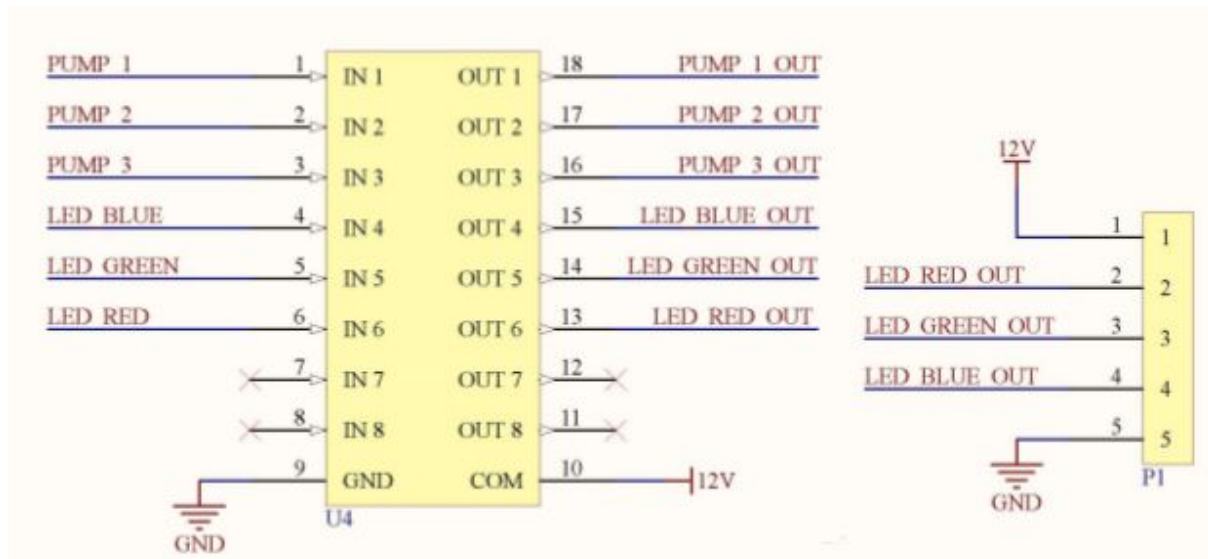 PUMP 1 1 IN 1 OUT 1 18 PUMP 1 OUT
PUMP 2 2 IN 2 OUT 2 17 PUMP 2 OUT
PUMP 3 3 IN 3 OUT 3 16 PUMP 3 OUT
LED BLUE 4 IN 4 OUT 4 15 LED BLUE OUT
LED GREEN 5 IN 5 OUT 5 14 LED GREEN OUT
LED RED 6 IN 6 OUT 6 13 LED RED OUT
7 IN 7 OUT 7 12
8 IN 8 OUT 8 11
9 GND COM 10 12V
GND
U4
12V
1 1
LED RED OUT 2 2
LED GREEN OUT 3 3
LED BLUE OUT 4 4
5 5
GND
P1